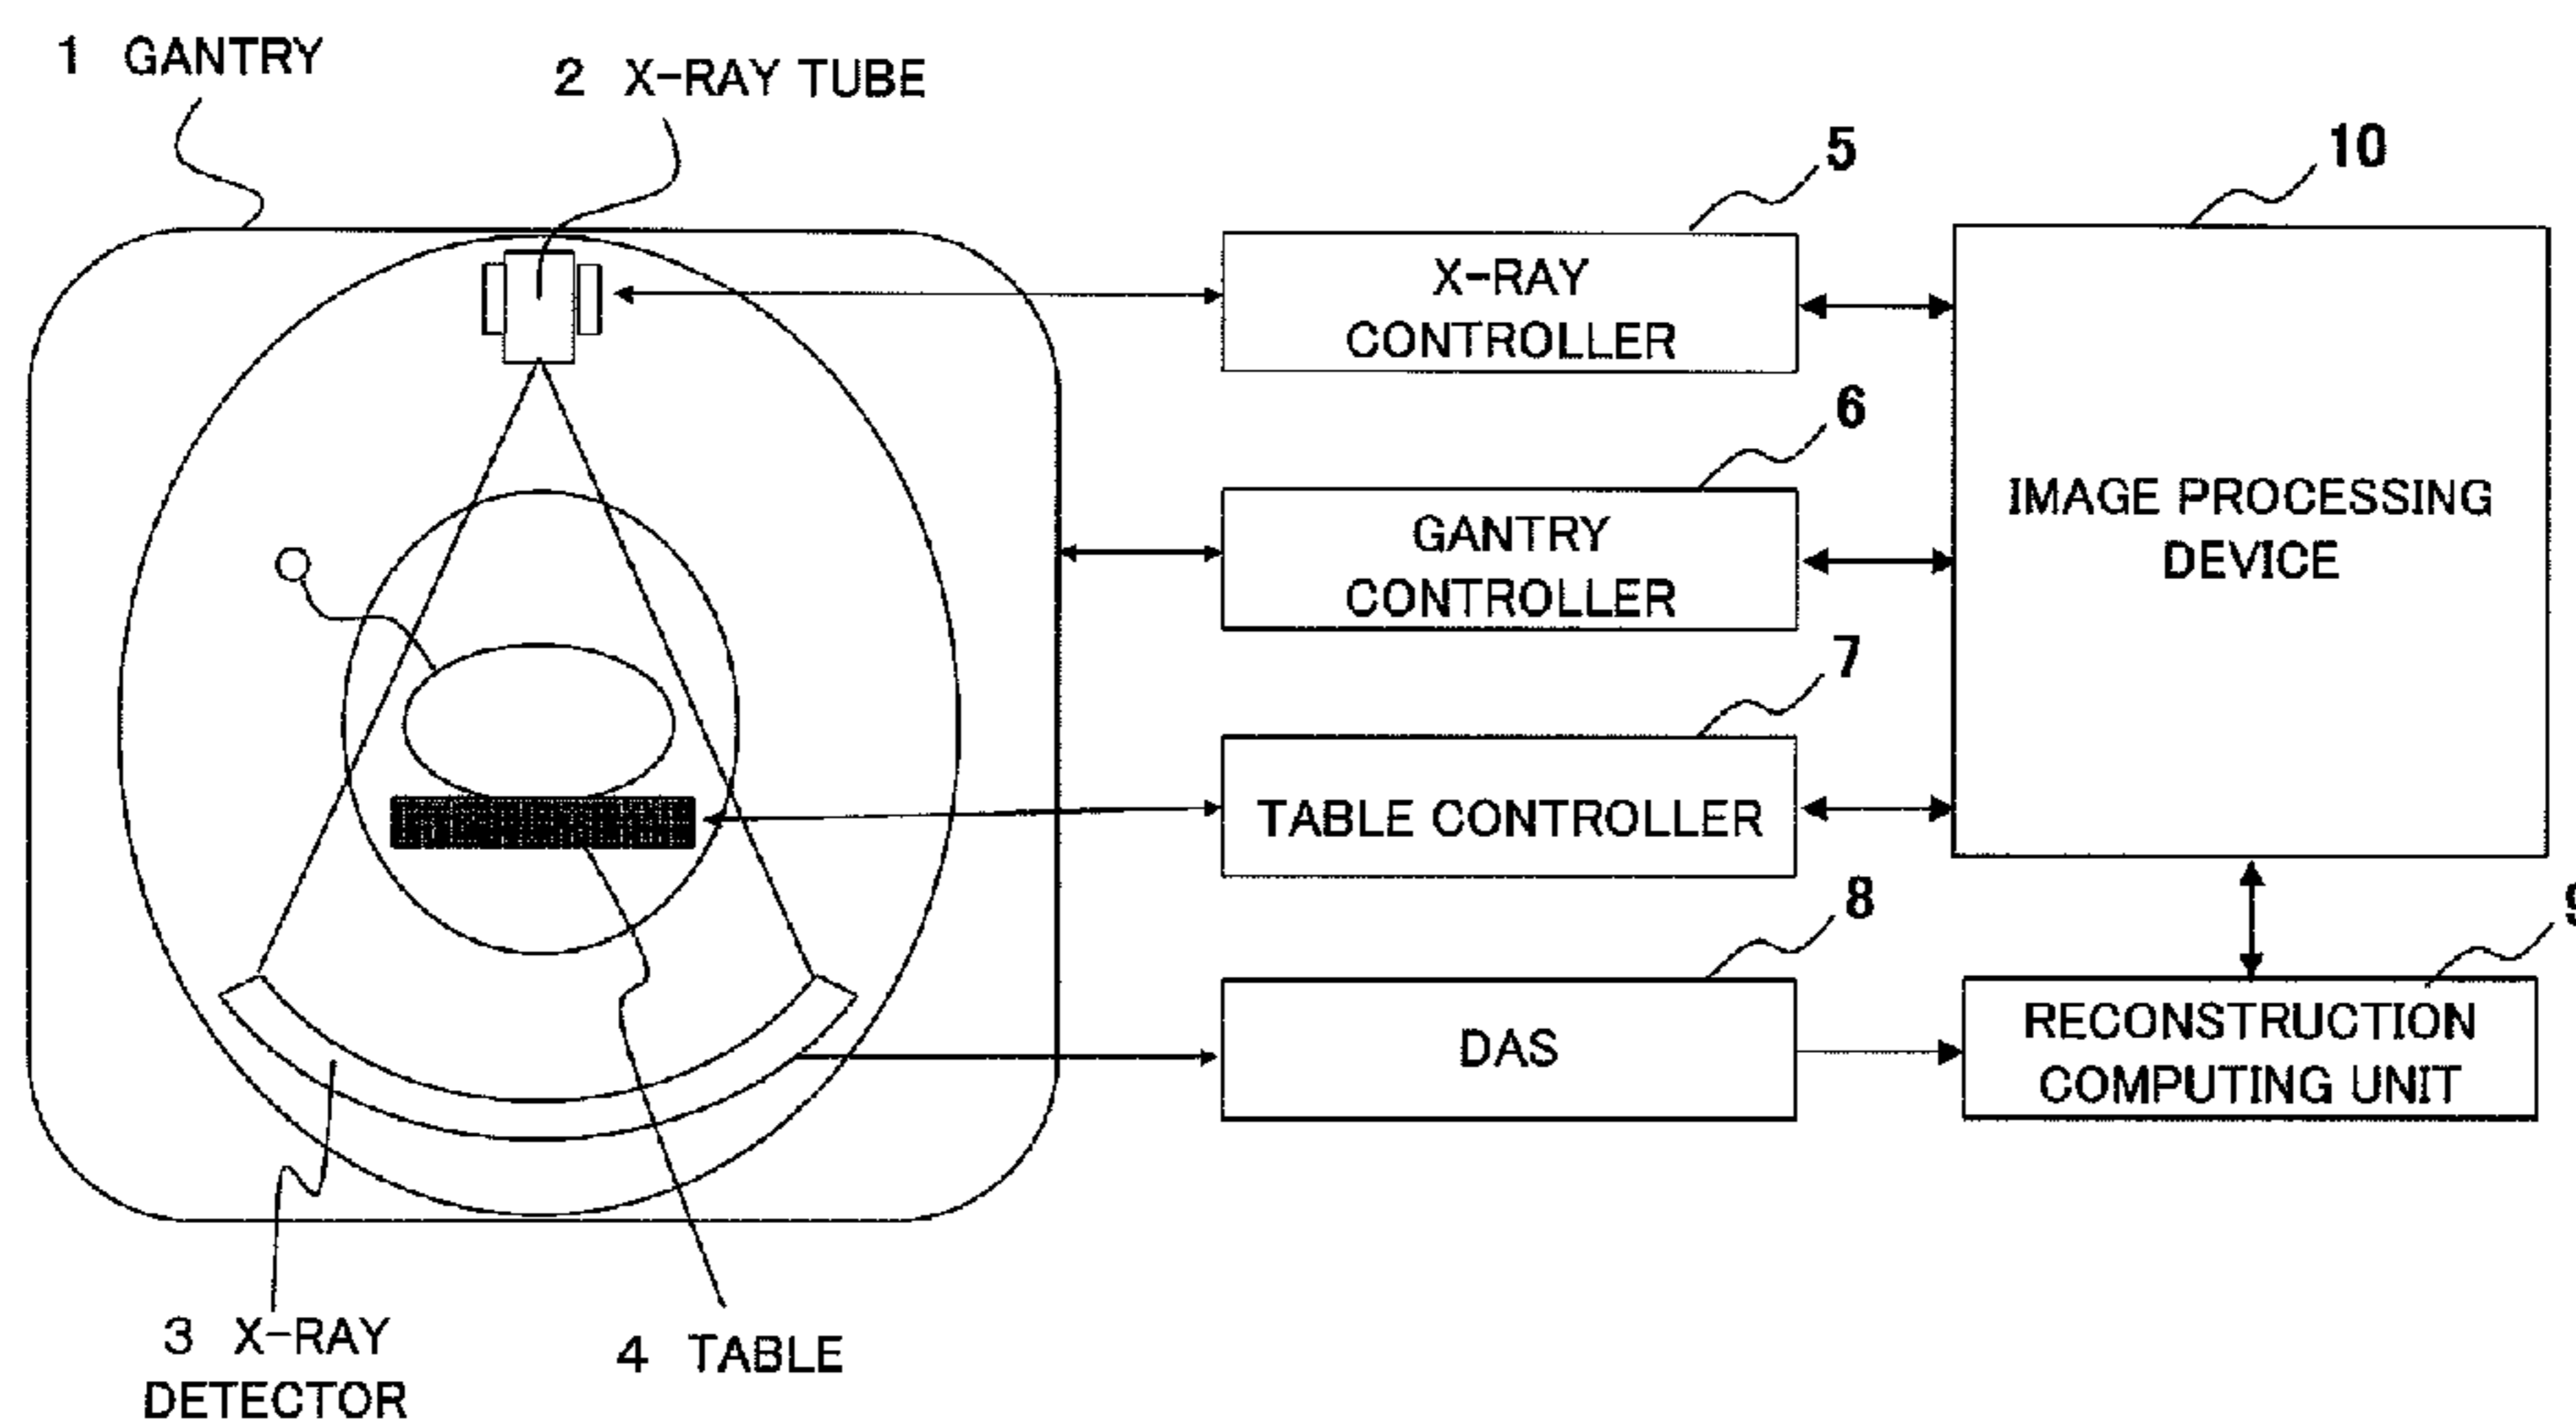 1 GANTRY
2 X-RAY TUBE
5
10
X-RAY
CONTROLLER
6
GANTRY
CONTROLLER
IMAGE PROCESSING
DEVICE
7
TABLE CONTROLLER
8
9
DAS
RECONSTRUCTION
COMPUTING UNIT
3 X-RAY
DETECTOR
4 TABLE